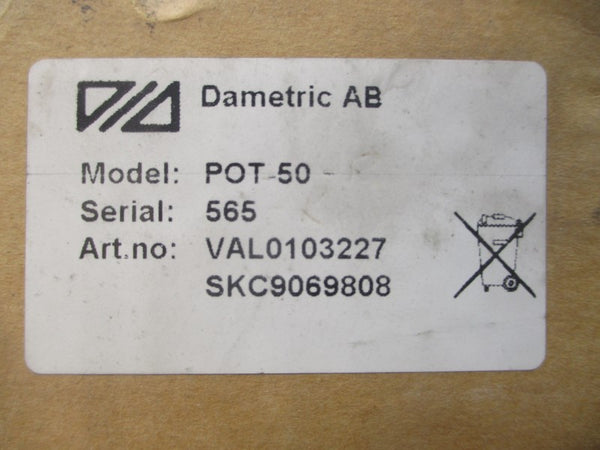 Dametric AB
Model: POT-50
Serial: 565
Art.no: VAL0103227
SKC9069808